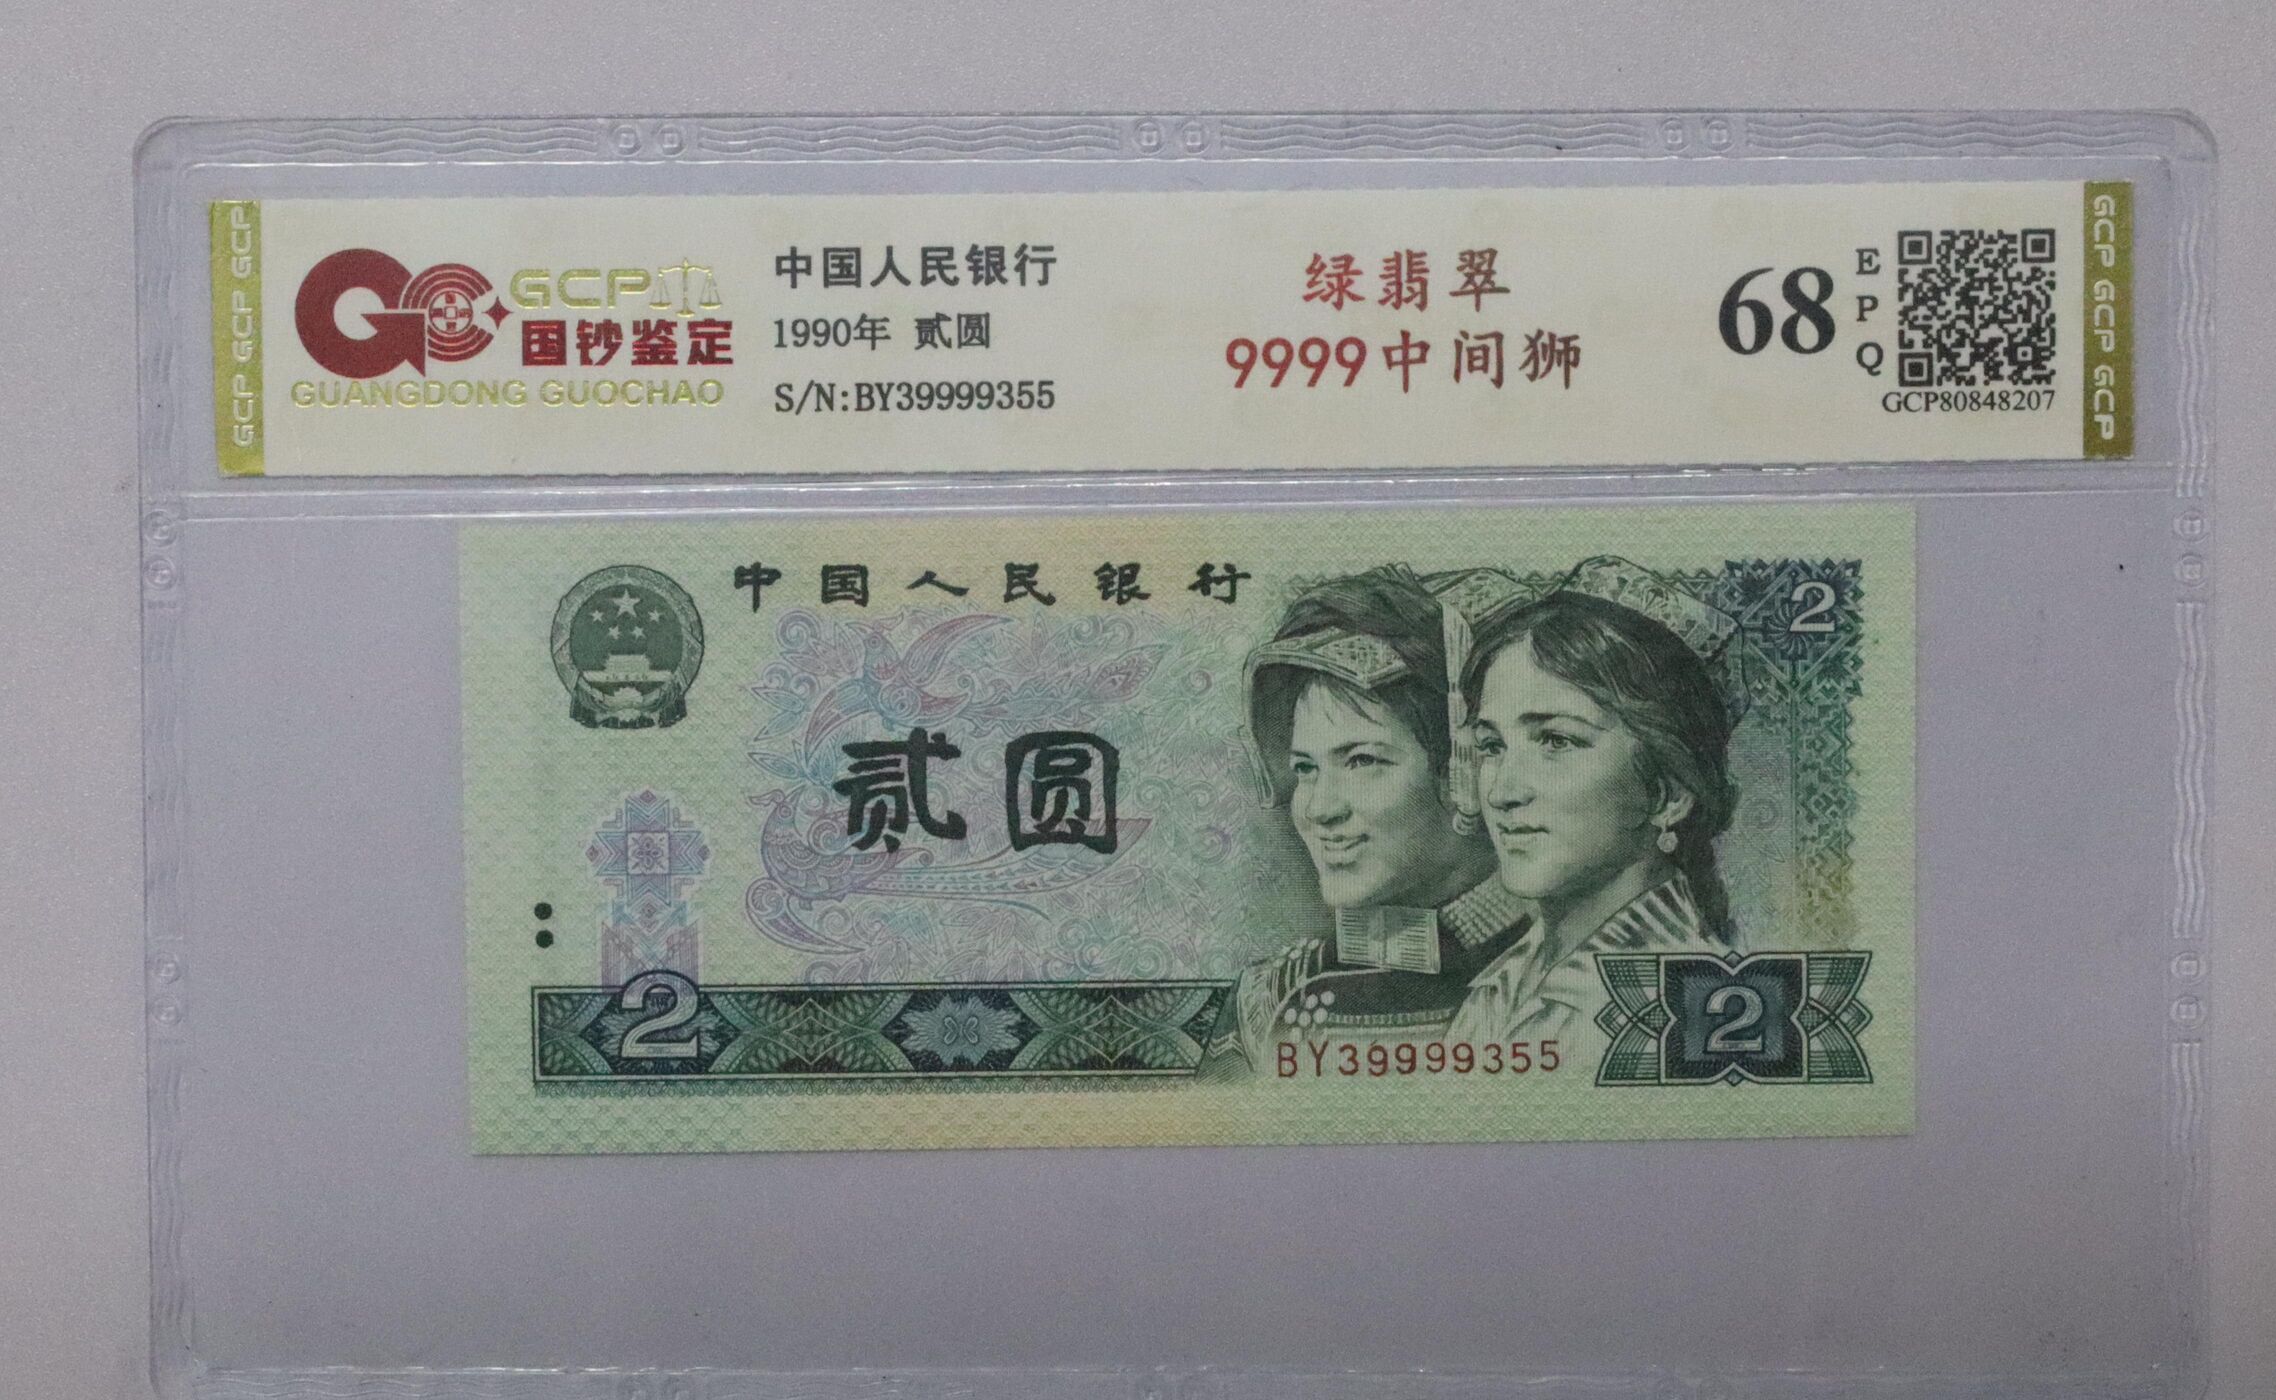 GCP GCP GCP
GCP
国钞鉴定
GUANGDONG GUOCHAO
中国人民银行
1990年 贰圆
S/N:BY39999355
绿翡翠
9999中间狮
68
EPQ
GCP80848207
GCP GCP GCP
中国人民银行
2
贰圆
2
BY39999355
2